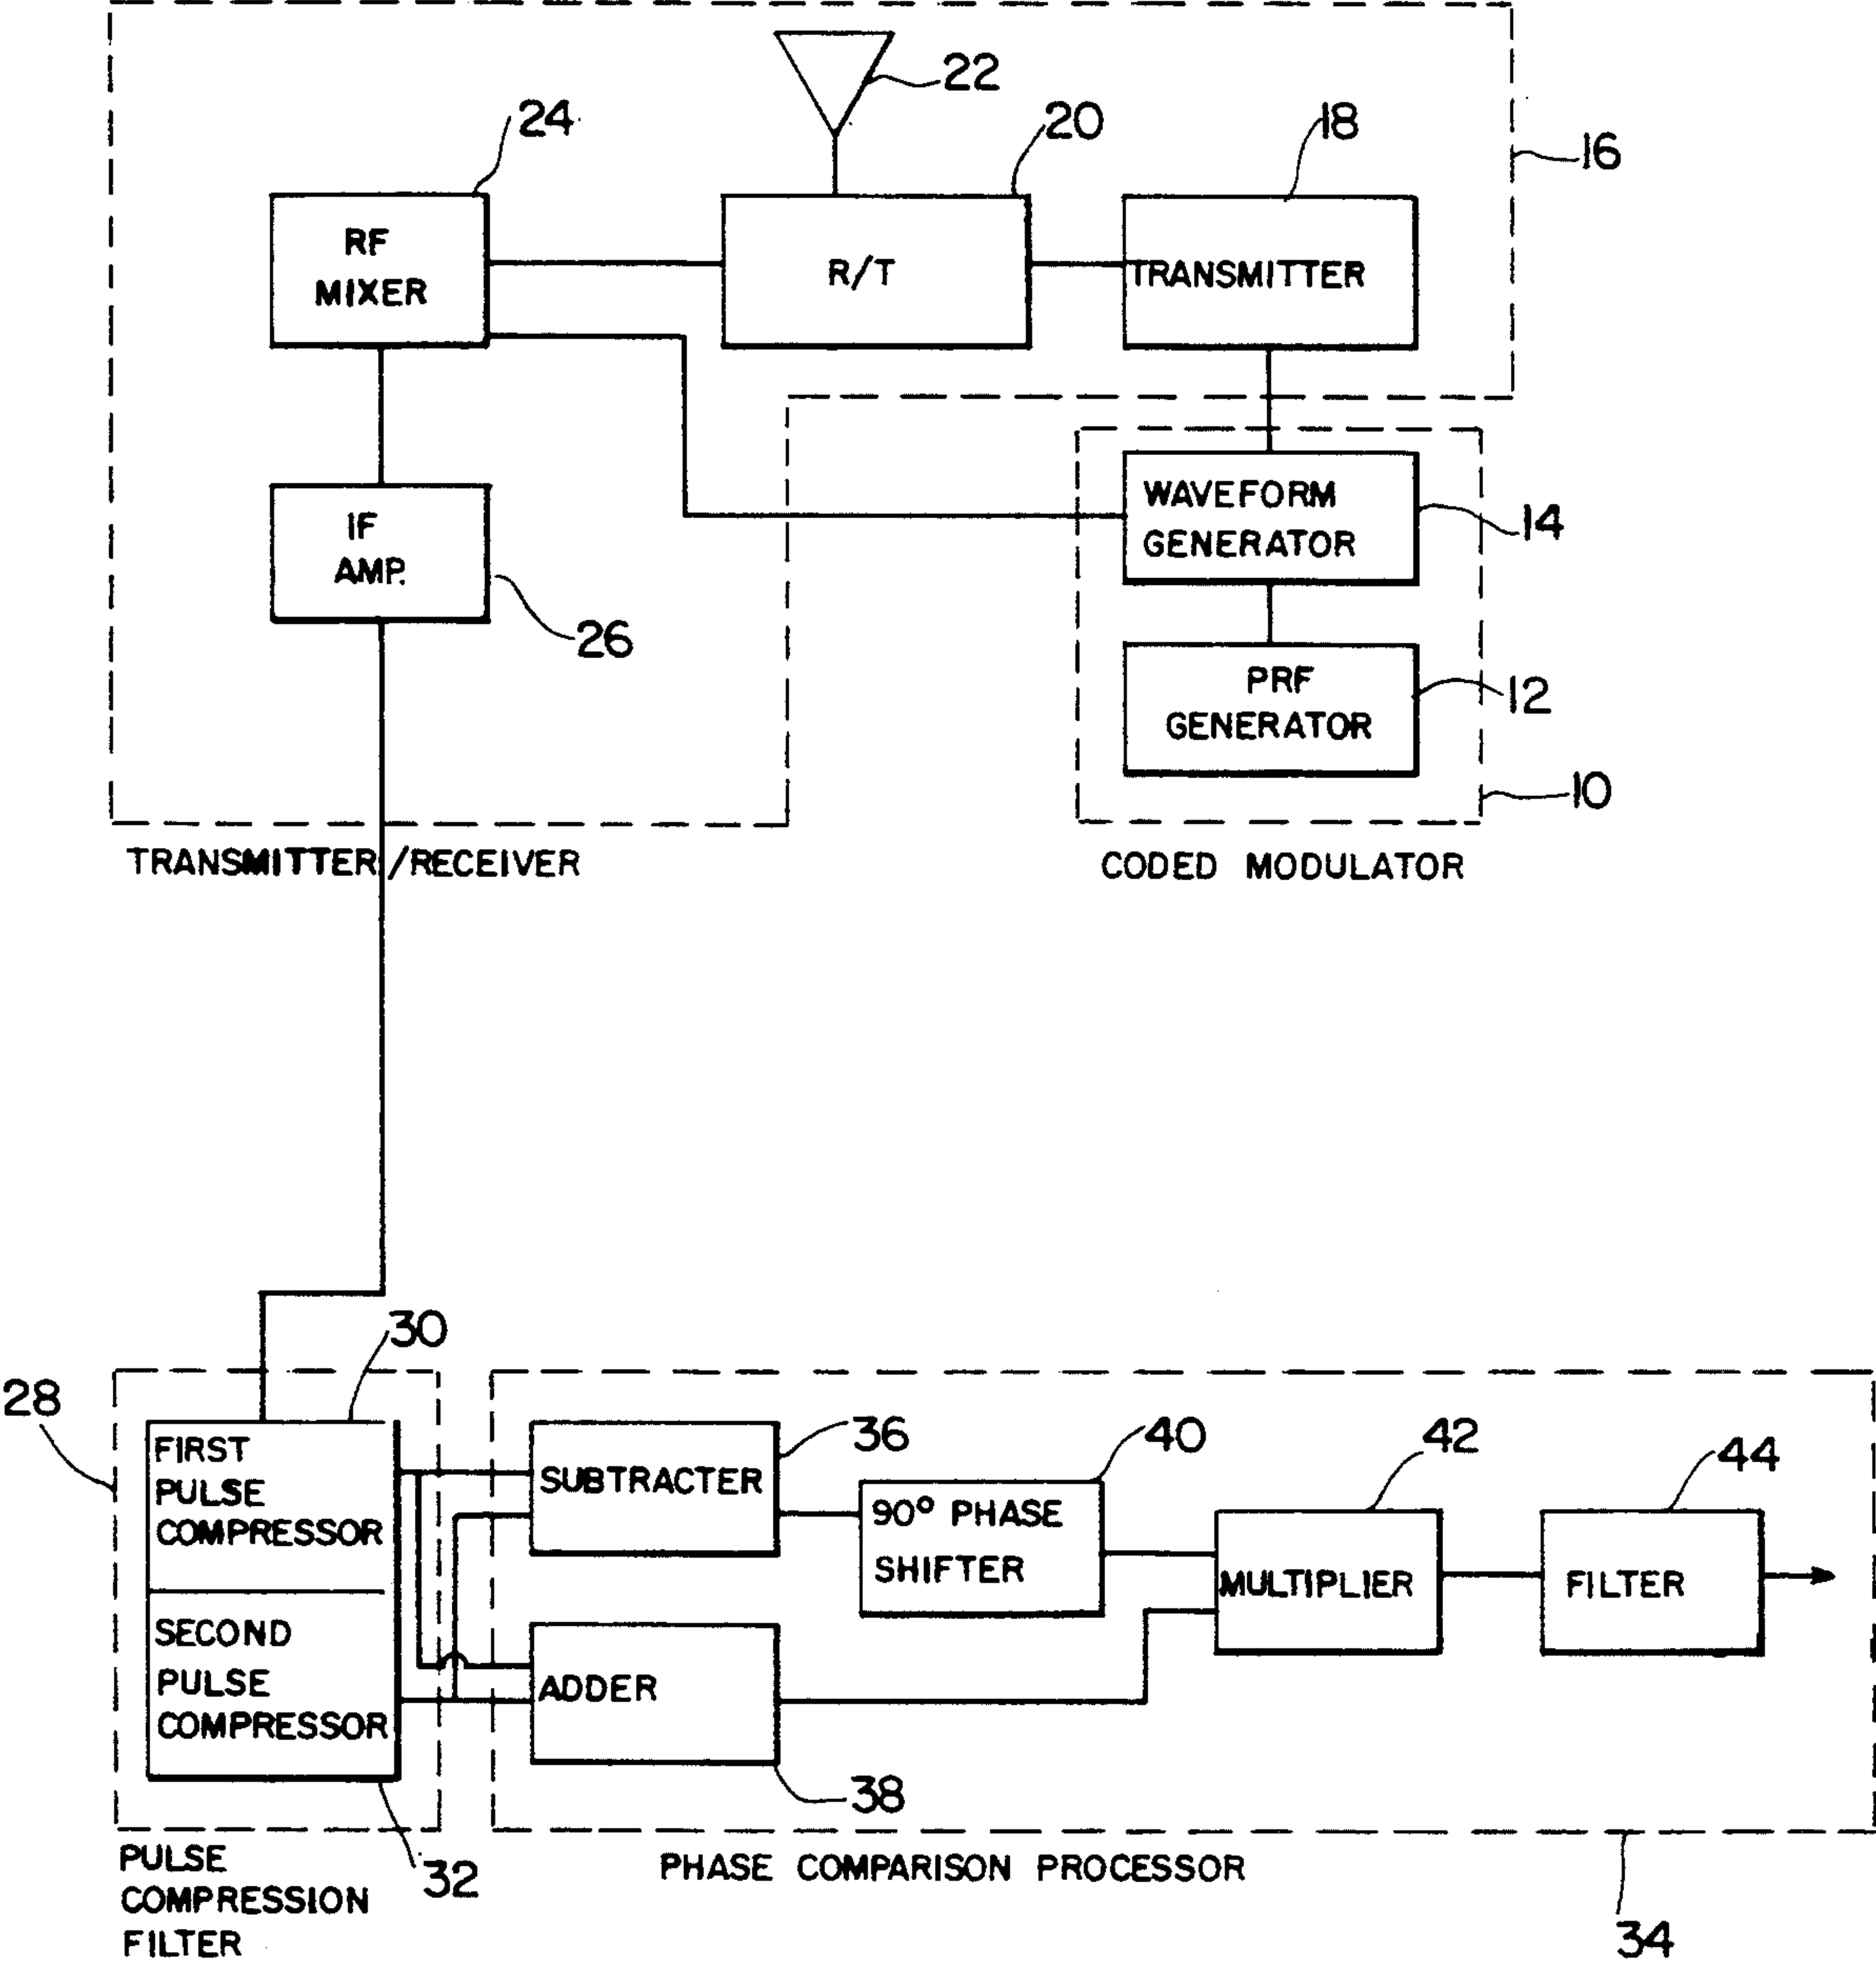 22
24
20
18
16
RF
MIXER
R/T
TRANSMITTER
IF
AMP.
26
WAVEFORM
GENERATOR
14
PRF
GENERATOR
12
10
TRANSMITTER/RECEIVER
CODED MODULATOR
30
28
FIRST
PULSE
COMPRESSOR
SECOND
PULSE
COMPRESSOR
32
PULSE
COMPRESSION
FILTER
SUBTRACTER
36
90° PHASE
SHIFTER
40
ADDER
38
MULTIPLIER
42
FILTER
44
PHASE COMPARISON PROCESSOR
34